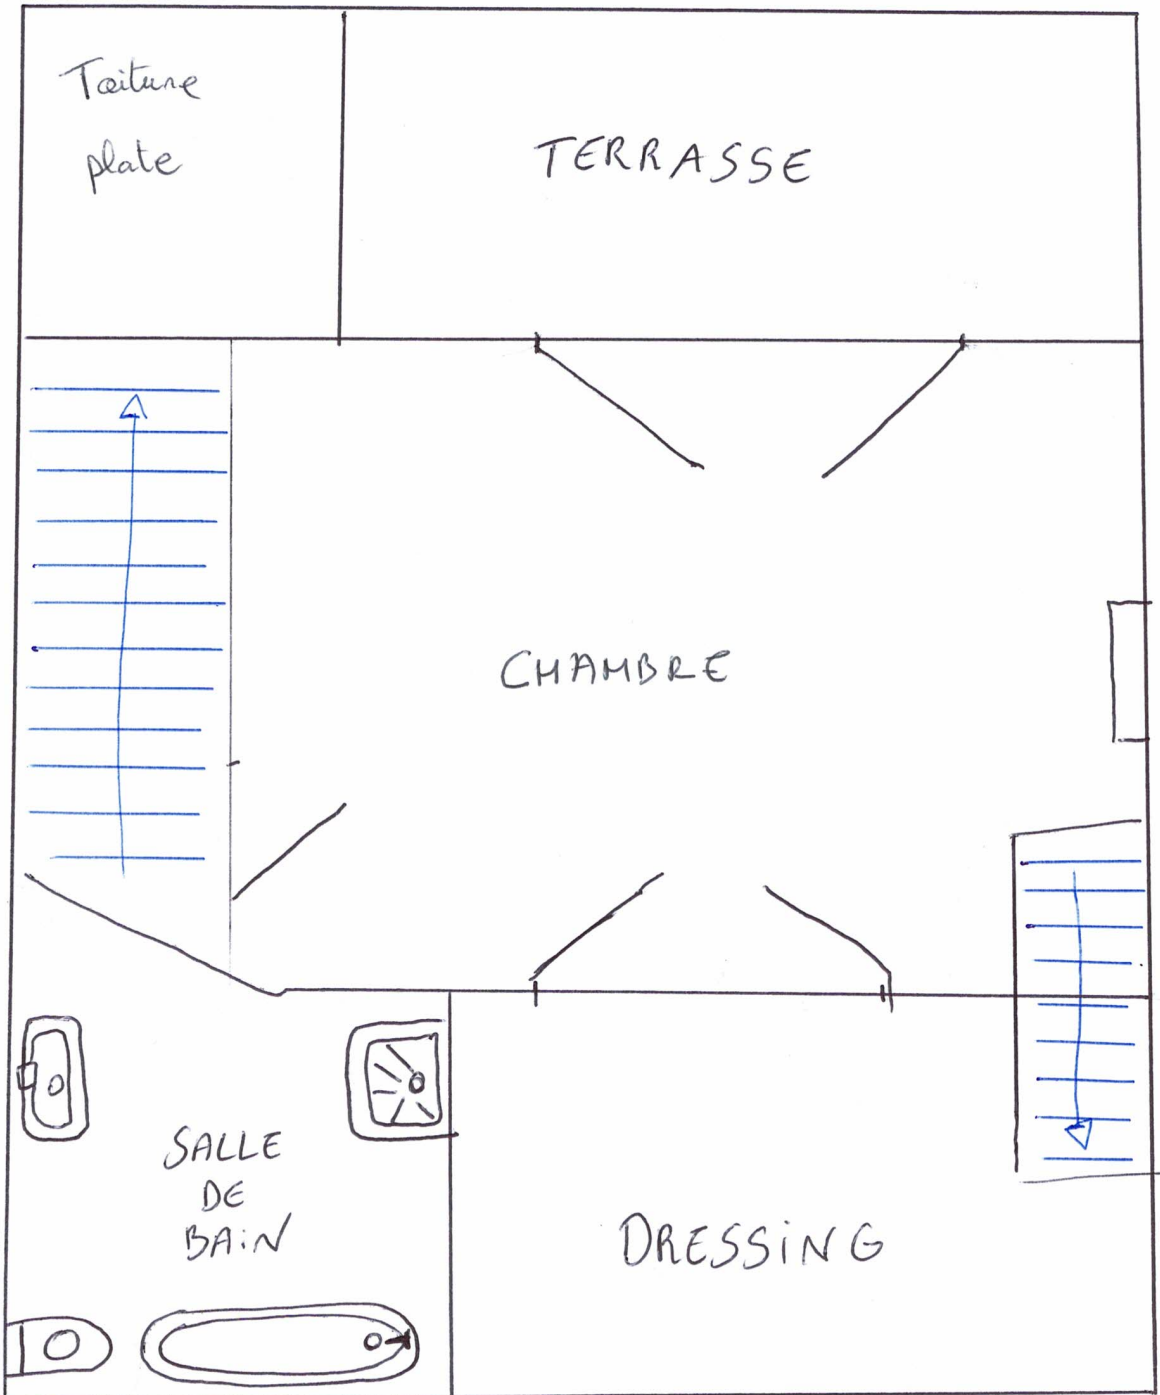 Toiture
plate
TERRASSE
CHAMBRE
SALLE
DE
BAiN
DRESSiNG